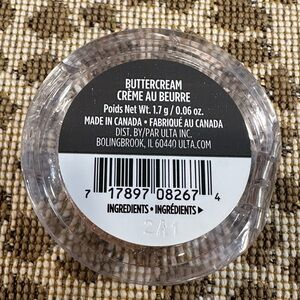 BUTTERCREAM
CRÈME AU BEURRE
Poids Net Wt. 1.7 g / 0.06 oz.
MADE IN CANADA • FABRIQUÉ AU CANADA
DIST. BY/PAR ULTA INC.
BOLINGBROOK, IL 60440 ULTA.COM
7 17897 08267 4
INGREDIENTS • INGRÉDIENTS ▶